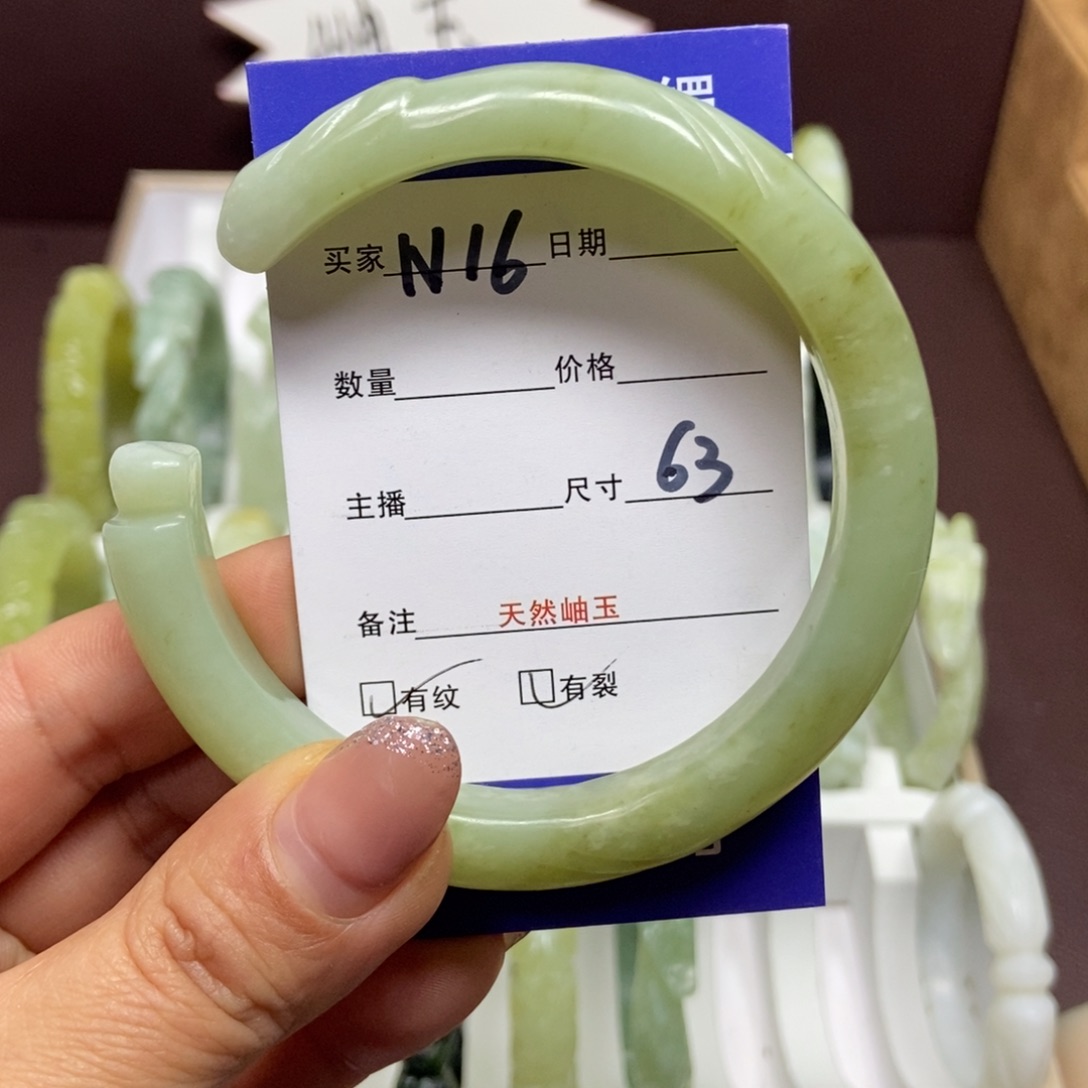 买家 N16 日期
数量 价格
主播 尺寸 63
备注 天然岫玉
有纹 有裂